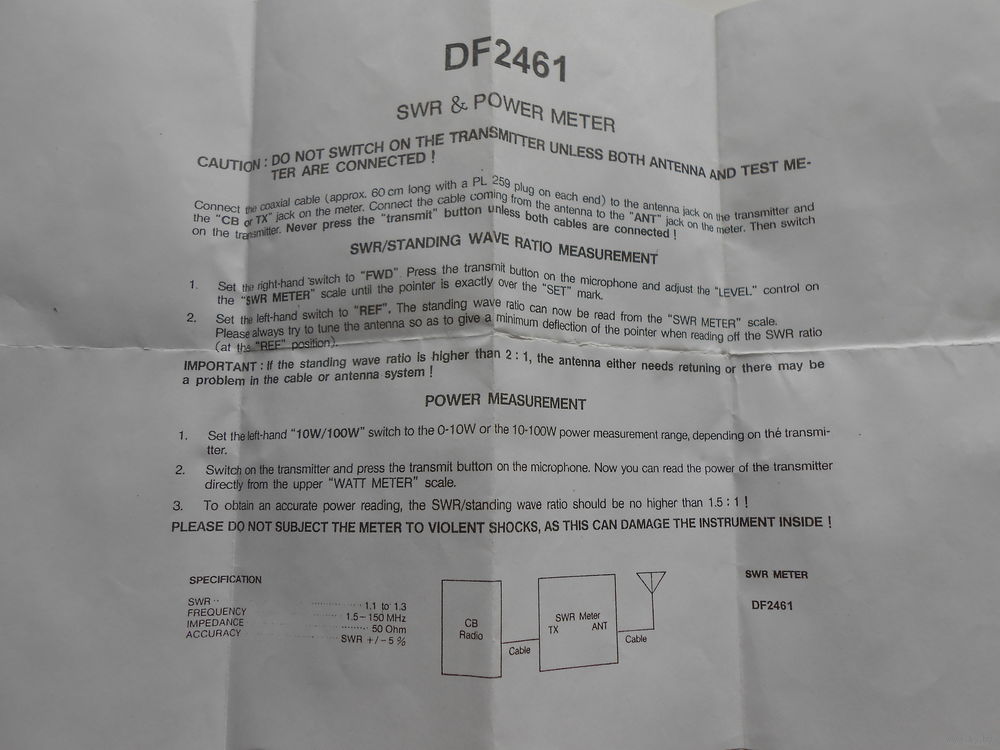 DF2461
SWR & POWER METER
CAUTION : DO NOT SWITCH ON THE TRANSMITTER UNLESS BOTH ANTENNA AND TEST ME-
TER ARE CONNECTED !
Connect the coaxial cable (approx. 60 cm long with a PL 259 plug on each end) to the antenna jack on the transmitter and
the "CB or TX" jack on the meter. Connect the cable coming from the antenna to the "ANT" jack on the meter. Then switch
on the transmitter. Never press the "transmit" button unless both cables are connected !
SWR/STANDING WAVE RATIO MEASUREMENT
1. Set the right-hand switch to "FWD". Press the transmit button on the microphone and adjust the "LEVEL" control on
the "SWR METER" scale until the pointer is exactly over the "SET" mark.
2. Set the left-hand switch to "REF". The standing wave ratio can now be read from the "SWR METER" scale.
Please always try to tune the antenna so as to give a minimum deflection of the pointer when reading off the SWR ratio
(at the "REF" position).
IMPORTANT : If the standing wave ratio is higher than 2 : 1, the antenna either needs retuning or there may be
a problem in the cable or antenna system !
POWER MEASUREMENT
1. Set the left-hand "10W/100W" switch to the 0-10W or the 10-100W power measurement range, depending on the transmi-
tter.
2. Switch on the transmitter and press the transmit button on the microphone. Now you can read the power of the transmitter
directly from the upper "WATT METER" scale.
3. To obtain an accurate power reading, the SWR/standing wave ratio should be no higher than 1.5 : 1 !
PLEASE DO NOT SUBJECT THE METER TO VIOLENT SHOCKS, AS THIS CAN DAMAGE THE INSTRUMENT INSIDE !
SPECIFICATION
SWR ............ 1.1 to 1.3
FREQUENCY ............ 1.5 – 150 MHz
IMPEDANCE ............ 50 Ohm
ACCURACY ............ SWR + / – 5 %
CB
Radio
Cable
SWR Meter
TX ANT
Cable
SWR METER
DF2461